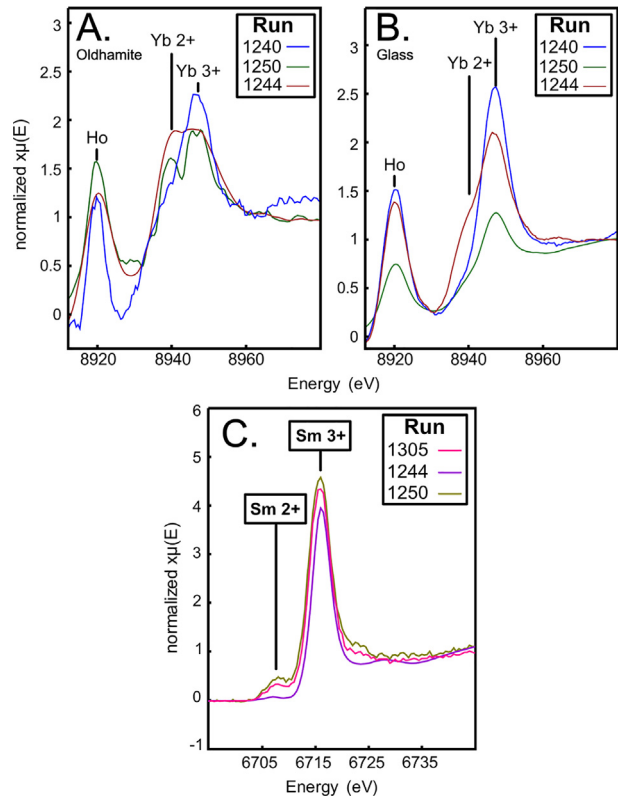 A.
Oldhamite
Yb 2+
Yb 3+
Ho
Run
1240
1250
1244
3
2.5
2
1.5
1
0.5
0
normalized xµ(E)
8920
8940
8960
B.
Glass
Yb 3+
Yb 2+
Ho
Run
1240
1250
1244
3
2.5
2
1.5
1
0.5
0
8920
8940
8960
Energy (eV)
C.
Sm 3+
Sm 2+
Run
1305
1244
1250
6
5
4
3
2
1
0
-1
normalized xµ(E)
6705
6715
6725
6735
Energy (eV)